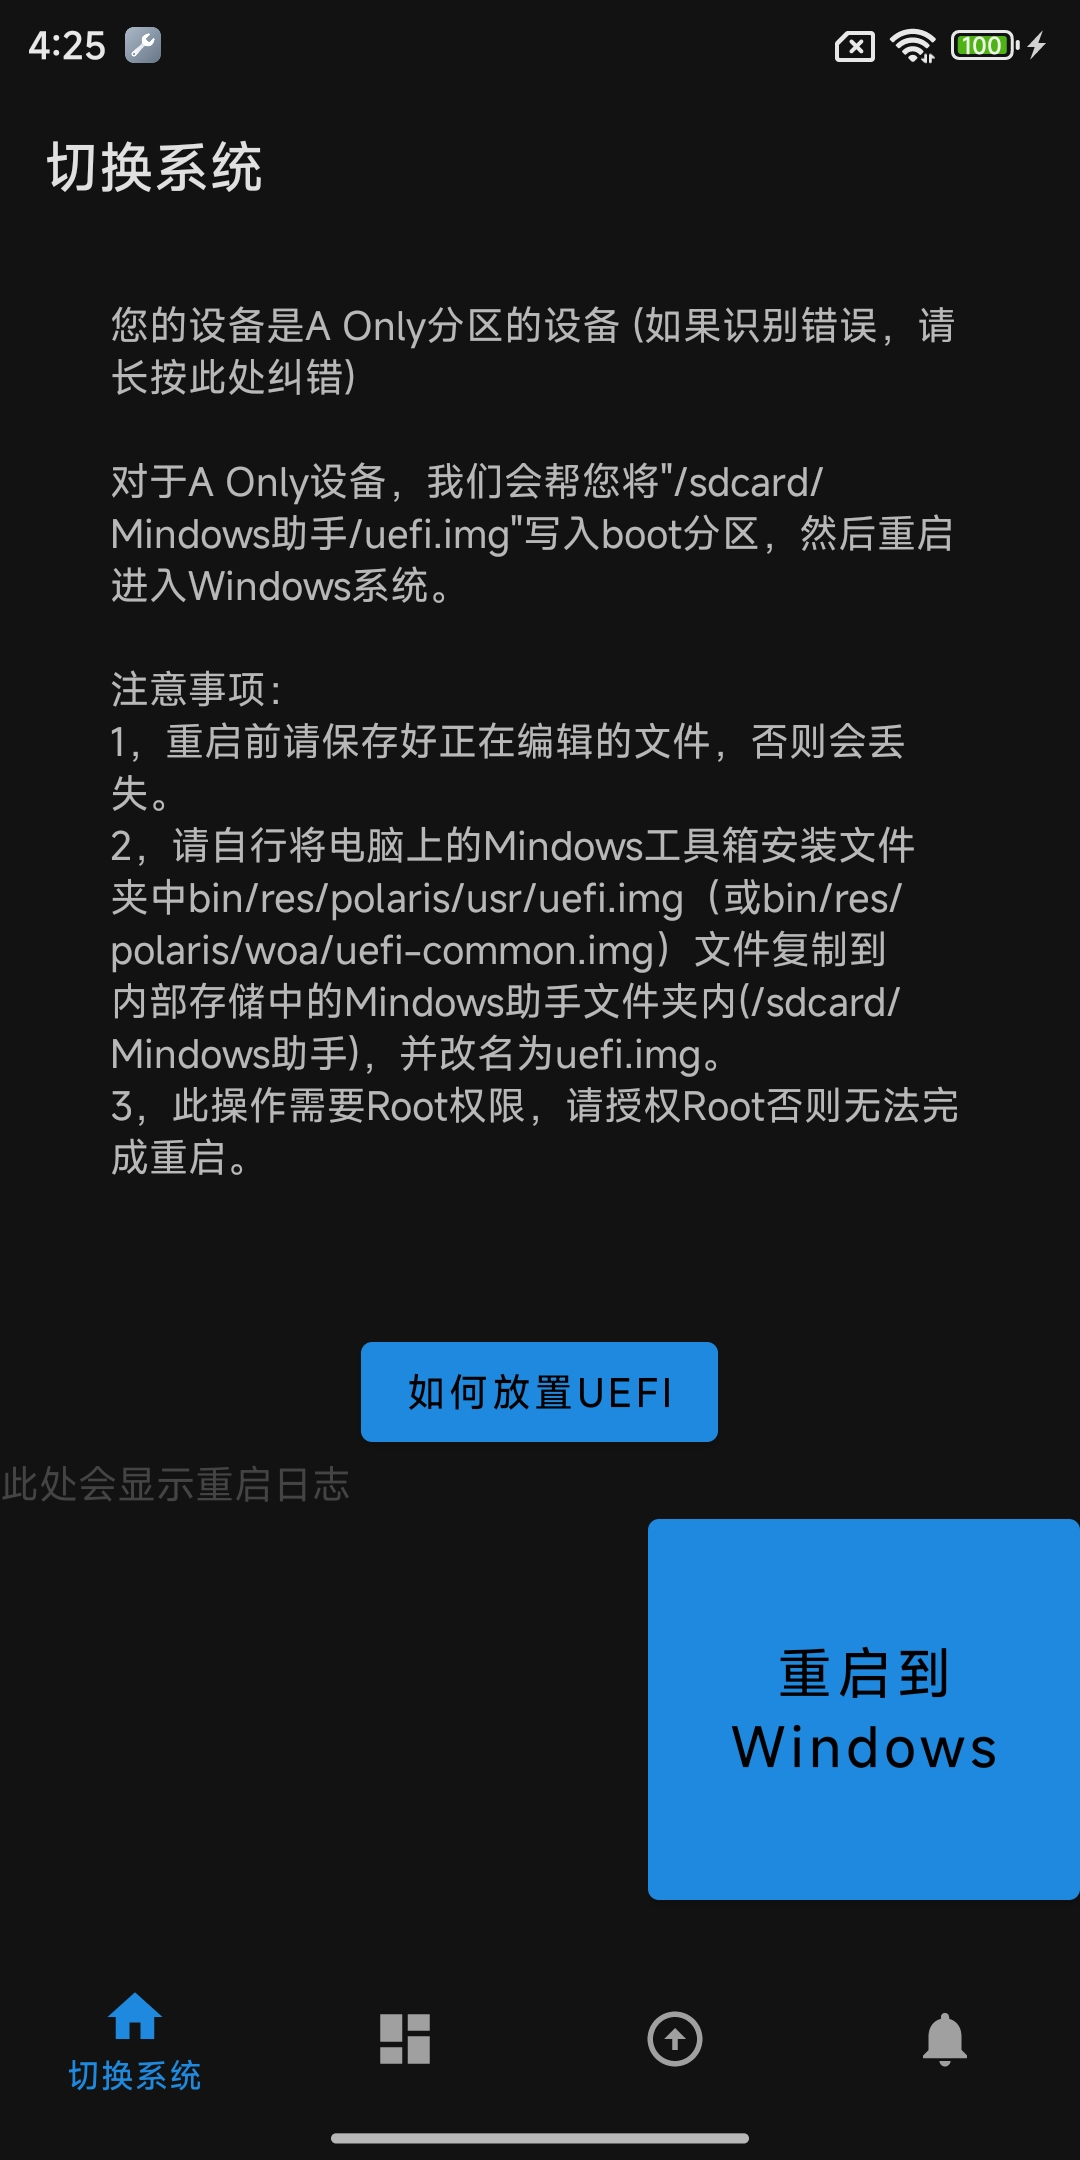 4:25
100
切换系统
您的设备是A Only分区的设备 (如果识别错误，请
长按此处纠错)
对于A Only设备，我们会帮您将"/sdcard/
Mindows助手/uefi.img"写入boot分区，然后重启
进入Windows系统。
注意事项：
1，重启前请保存好正在编辑的文件，否则会丢
失。
2，请自行将电脑上的Mindows工具箱安装文件
夹中bin/res/polaris/usr/uefi.img（或bin/res/
polaris/woa/uefi-common.img）文件复制到
内部存储中的Mindows助手文件夹内(/sdcard/
Mindows助手)，并改名为uefi.img。
3，此操作需要Root权限，请授权Root否则无法完
成重启。
如何放置UEFI
此处会显示重启日志
重启到
Windows
切换系统